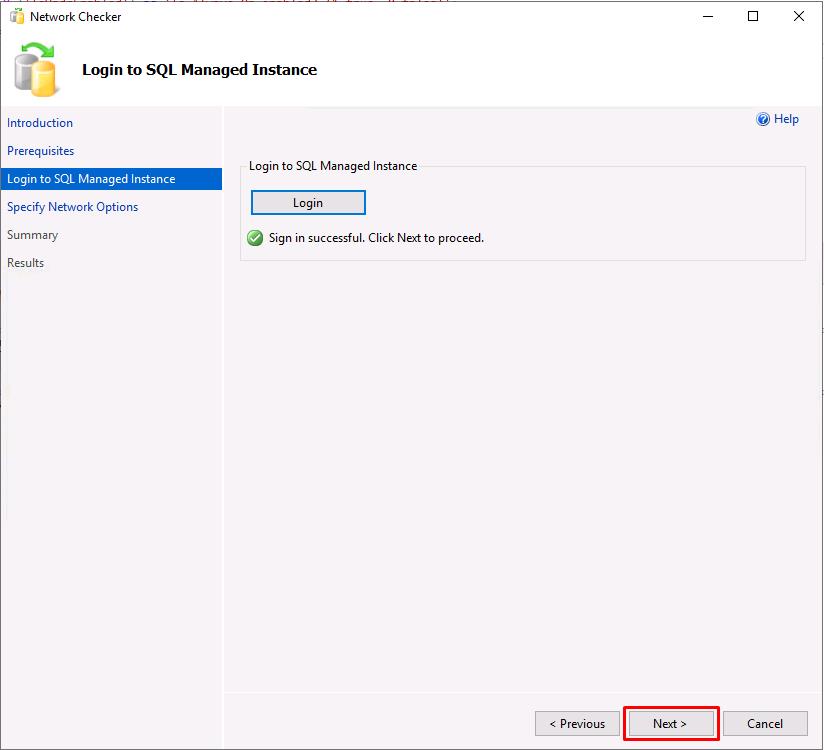 Network Checker
Login to SQL Managed Instance
Introduction
Prerequisites
Login to SQL Managed Instance
Specify Network Options
Summary
Results
Help
Login to SQL Managed Instance
Login
Sign in successful. Click Next to proceed.
< Previous
Next >
Cancel